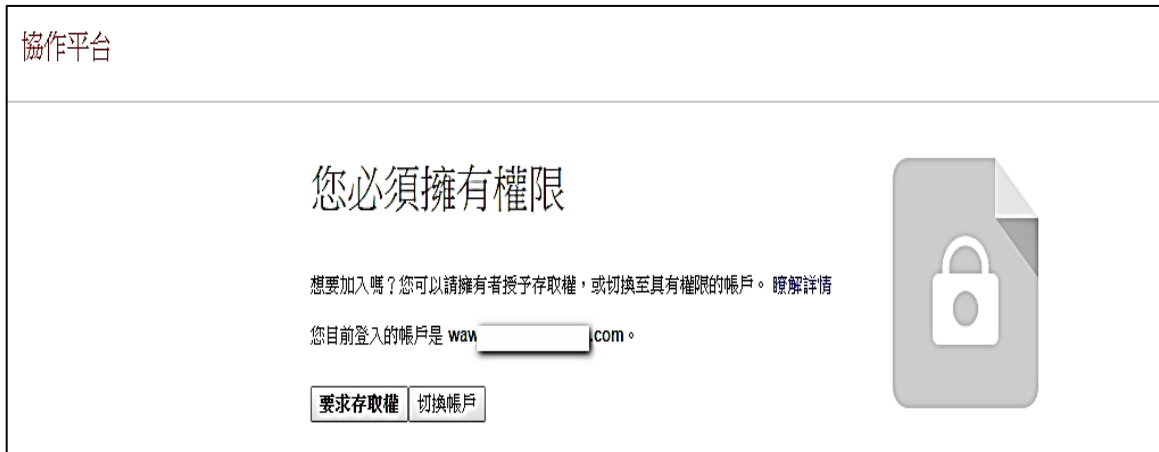 協作平台
您必須擁有權限
想要加入嗎？您可以請擁有者授予存取權，或切換至具有權限的帳戶。 瞭解詳情
您目前登入的帳戶是 waw .com。
要求存取權 切換帳戶